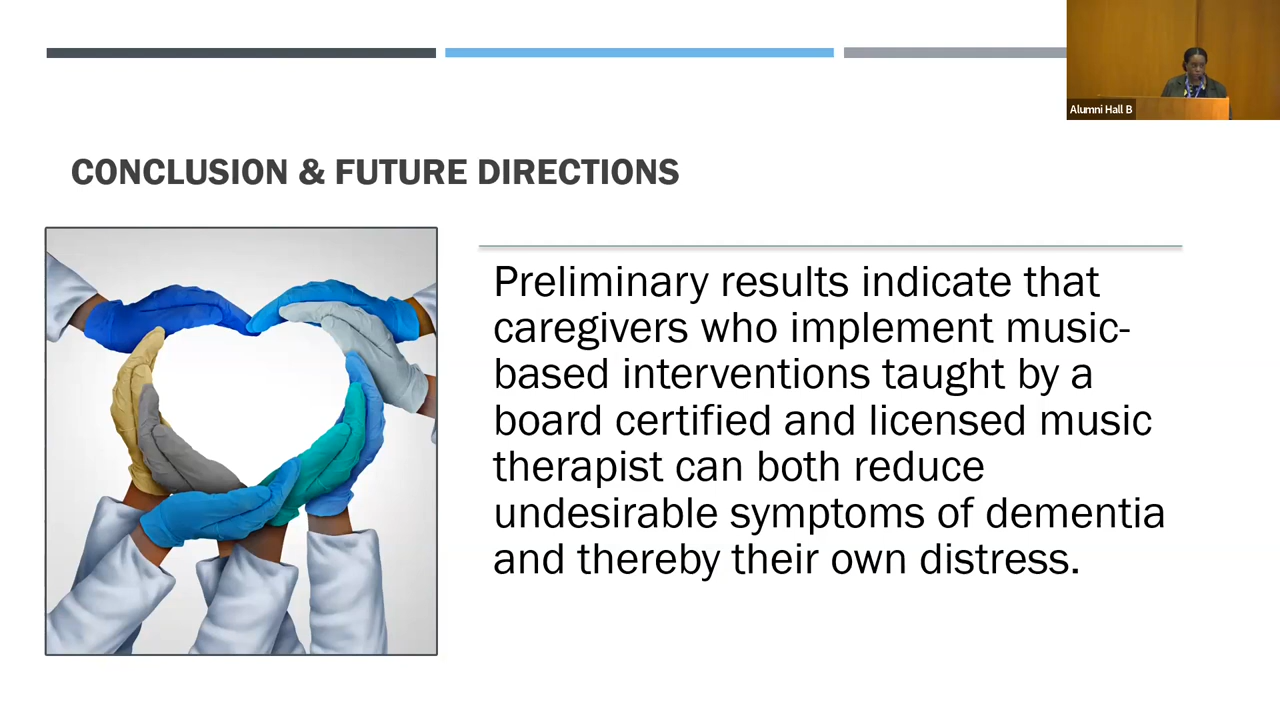 Alumni Hall B
CONCLUSION & FUTURE DIRECTIONS
Preliminary results indicate that
caregivers who implement music-
based interventions taught by a
board certified and licensed music
therapist can both reduce
undesirable symptoms of dementia
and thereby their own distress.